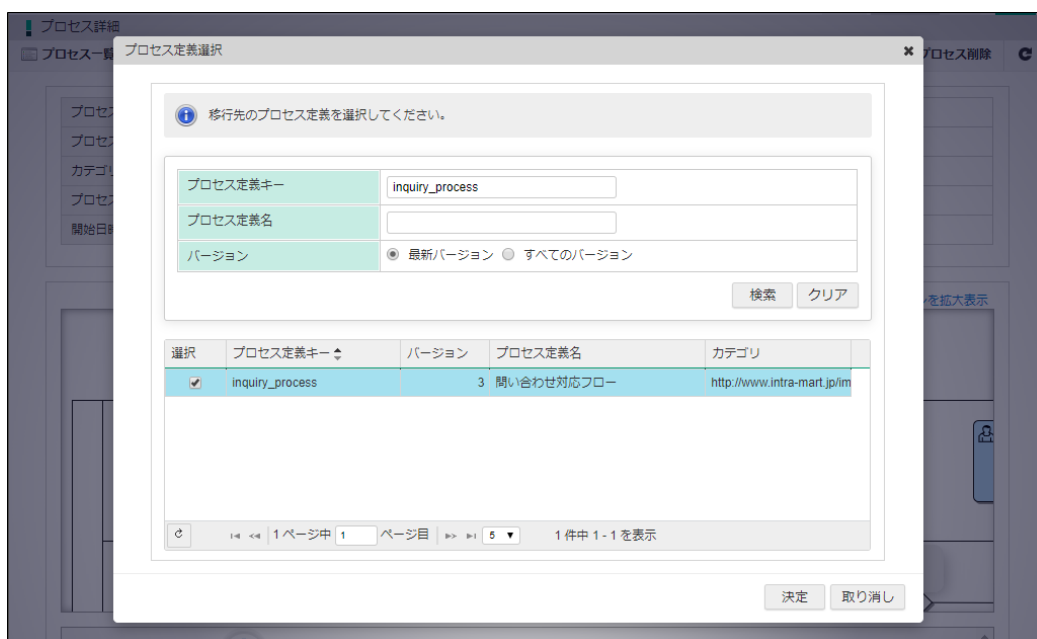 プロセス詳細
プロセス一覧
プロセス定義選択
プロセス削除
移行先のプロセス定義を選択してください。
プロセス
プロセス
カテゴリ
プロセス
開始日時
プロセス定義キー inquiry_process
プロセス定義名
バージョン 最新バージョン すべてのバージョン
検索 クリア
を拡大表示
選択 プロセス定義キー バージョン プロセス定義名 カテゴリ
inquiry_process 3 問い合わせ対応フロー http://www.intra-mart.jp/im
1 ページ中 1 ページ目 5 1 件中 1 - 1 を表示
決定 取り消し